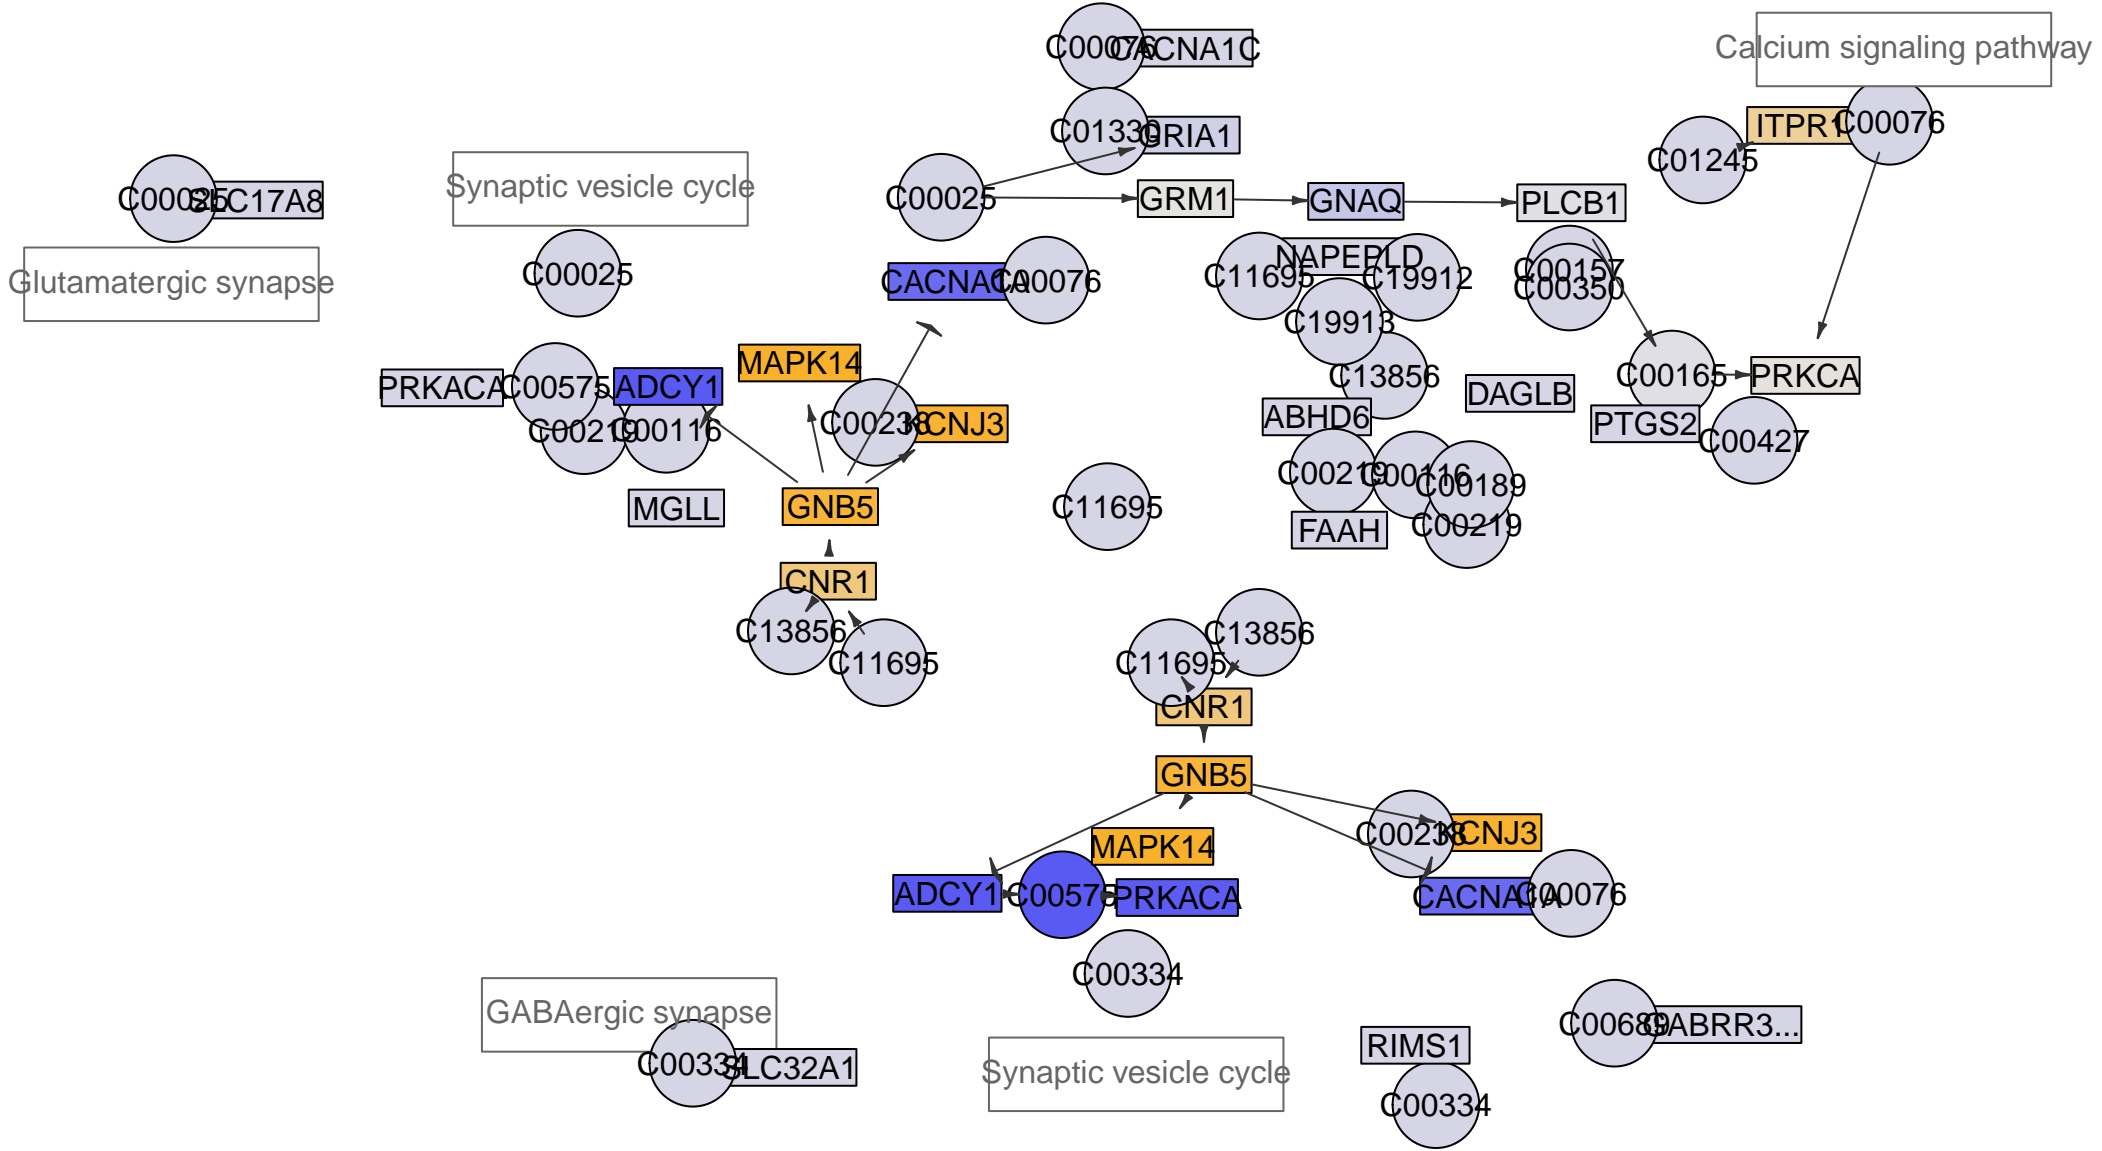 C00076
CACNA1C
Calcium signaling pathway
C01330
GRIA1
ITPR1
C00076
C01245
C00025
SLC17A8
Synaptic vesicle cycle
C00025
GRM1
GNAQ
PLCB1
Glutamatergic synapse
C00025
CACNA1A
C00076
C11695
NAPEPLD
C19912
C00157
C00350
C19913
MAPK14
PRKACA
C00575
ADCY1
C13856
DAGLB
C00165
PRKCA
C00219
C00116
C00238
KCNJ3
ABHD6
PTGS2
C00427
C00219
C00116
C00189
MGLL
GNB5
C11695
FAAH
C00219
CNR1
C13856
C11695
C11695
C13856
CNR1
GNB5
C00238
KCNJ3
MAPK14
ADCY1
C00575
PRKACA
CACNA1A
C00076
C00334
GABAergic synapse
C00689
GABRR3...
C00334
SLC32A1
Synaptic vesicle cycle
RIMS1
C00334